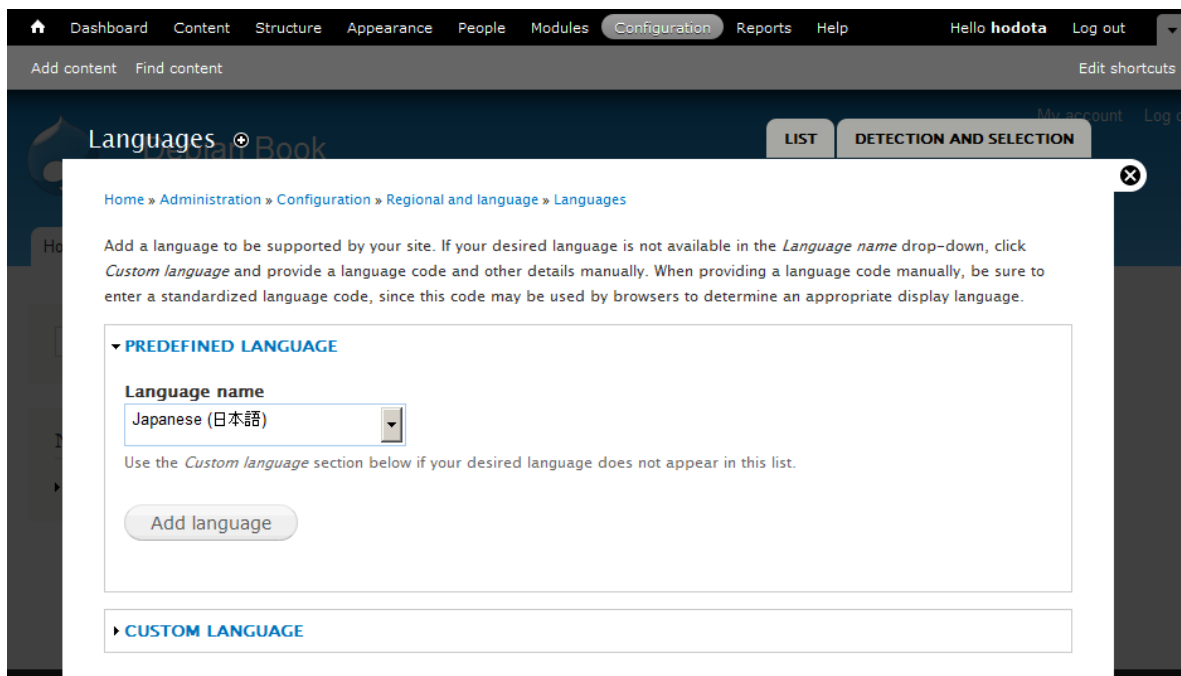 Dashboard Content Structure Appearance People Modules Configuration Reports Help Hello hodota Log out
Add content Find content Edit shortcuts
My account Log
Languages
Debian Book
LIST DETECTION AND SELECTION
Home » Administration » Configuration » Regional and language » Languages
Add a language to be supported by your site. If your desired language is not available in the Language name drop-down, click
Custom language and provide a language code and other details manually. When providing a language code manually, be sure to
enter a standardized language code, since this code may be used by browsers to determine an appropriate display language.
PREDEFINED LANGUAGE
Language name
Japanese (日本語)
Use the Custom language section below if your desired language does not appear in this list.
Add language
CUSTOM LANGUAGE